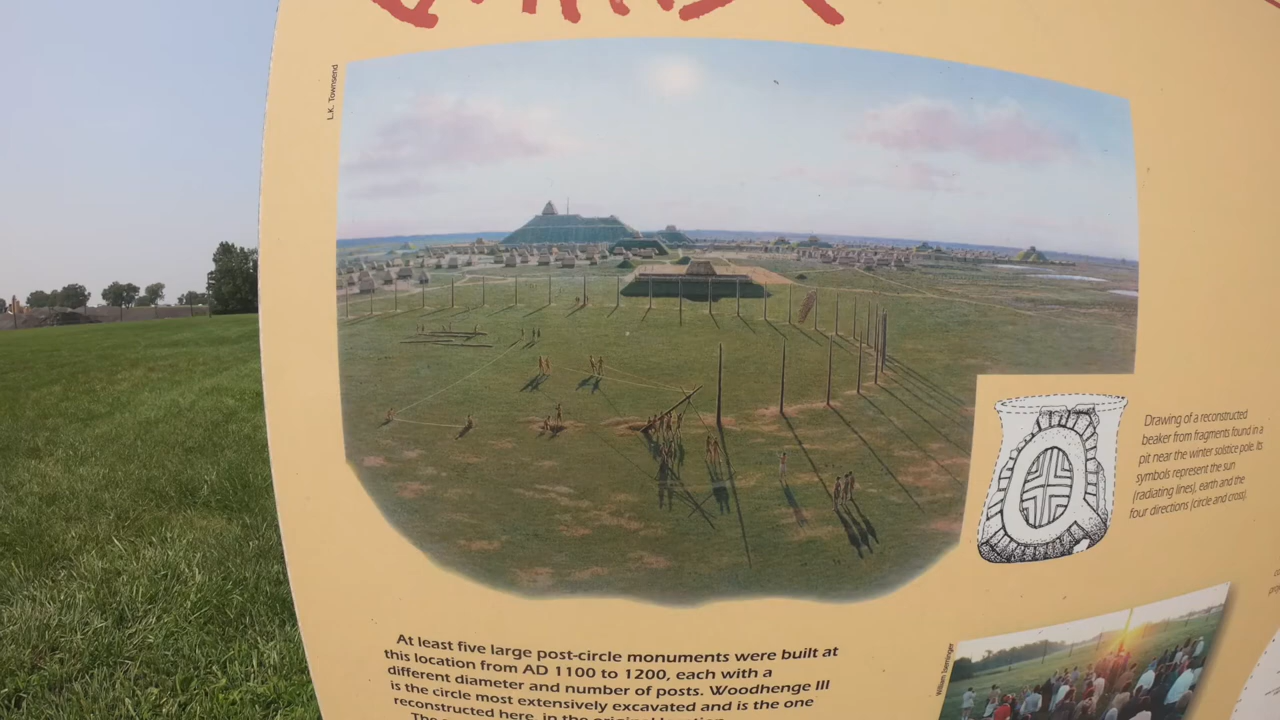 L.K. Townsend
Drawing of a reconstructed
beaker from fragments found in a
pit near the winter solstice pole. Its
symbols represent the sun
(radiating lines), earth and the
four directions (circle and cross).
At least five large post-circle monuments were built at
this location from AD 1100 to 1200, each with a
different diameter and number of posts. Woodhenge III
is the circle most extensively excavated and is the one
reconstructed here, in the original location.
William Iseminger